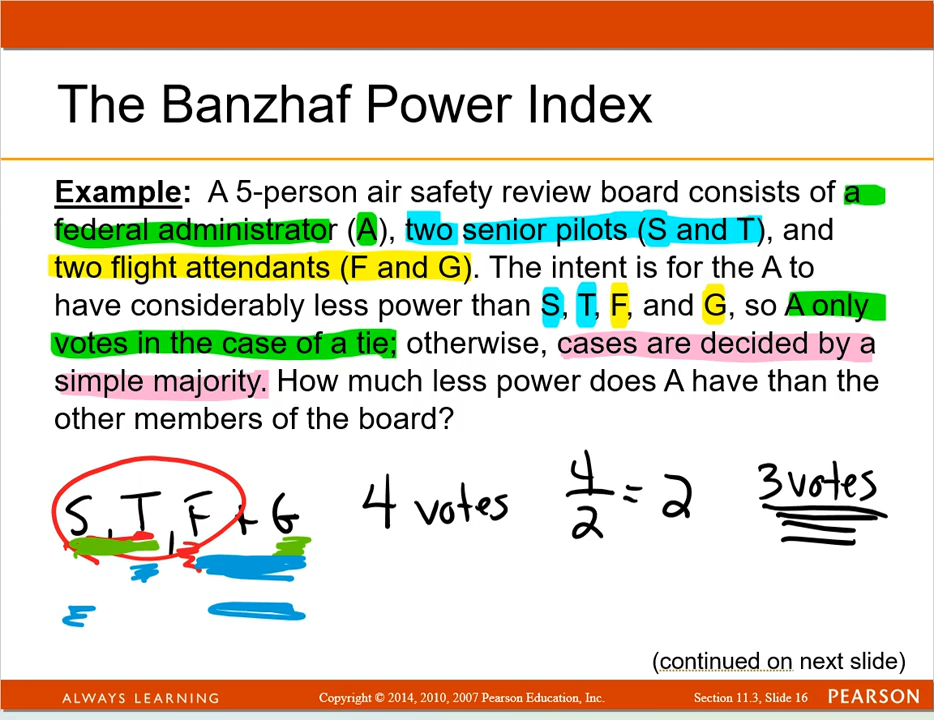 The Banzhaf Power Index
Example: A 5-person air safety review board consists of a
federal administrator (A), two senior pilots (S and T), and
two flight attendants (F and G). The intent is for the A to
have considerably less power than S, T, F, and G, so A only
votes in the case of a tie; otherwise, cases are decided by a
simple majority. How much less power does A have than the
other members of the board?
S, T, F + G 4 votes 4/2 = 2 3 votes
(continued on next slide)
ALWAYS LEARNING Copyright © 2014, 2010, 2007 Pearson Education, Inc. Section 11.3, Slide 16 PEARSON